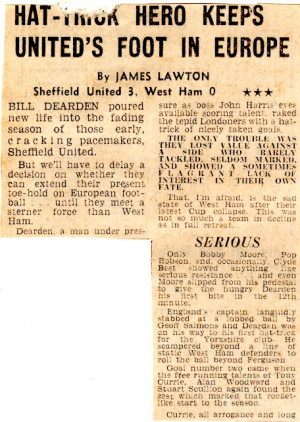 HAT-TRICK HERO KEEPS
UNITED'S FOOT IN EUROPE
By JAMES LAWTON
Sheffield United 3, West Ham 0 ★★★
BILL DEARDEN poured
new life into the fading
season of those early,
cracking pacemakers,
Sheffield United.
But we'll have to delay a
decision on whether they
can extend their present
toe-hold on European foot-
ball . . . until they meet a
sterner force than West
Ham.
Dearden, a man under pres-
sure as boss John Harris eyes
available scoring talent, raked
the tepid Londoners with a hat-
trick of nicely taken goals.
THE ONLY TROUBLE WAS
THEY LOST VALUE AGAINST
A SIDE WHO RARELY
TACKLED, SELDOM MARKED,
AND SHOWED A SOMETIMES
FLAGRANT LACK OF
INTEREST IN THEIR OWN
FATE.
That, I'm afraid, is the sad
state of West Ham after their
latest Cup collapse. This was
not so much a team in decline
as in full retreat.
SERIOUS
Only Bobby Moore, Pop
Robson, and, occasionally, Clyde
Best showed anything like
serious resistance . . . and even
Moore slipped from his pedestal
to give the hungry Dearden
his first bite in the 12th
minute.
England's captain languidly
stabbed at a lobbed ball by
Geoff Salmons and Dearden was
on his way to his first hat-trick
for the Yorkshire club. He
scampered beyond a line of
static West Ham defenders to
roll the ball beyond Ferguson.
Goal number two came when
the free running talents of Tony
Currie, Alan Woodward and
Stuart Scullion again found the
zest which marked that rocket-
like start to the season.
Currie, all arrogance and long